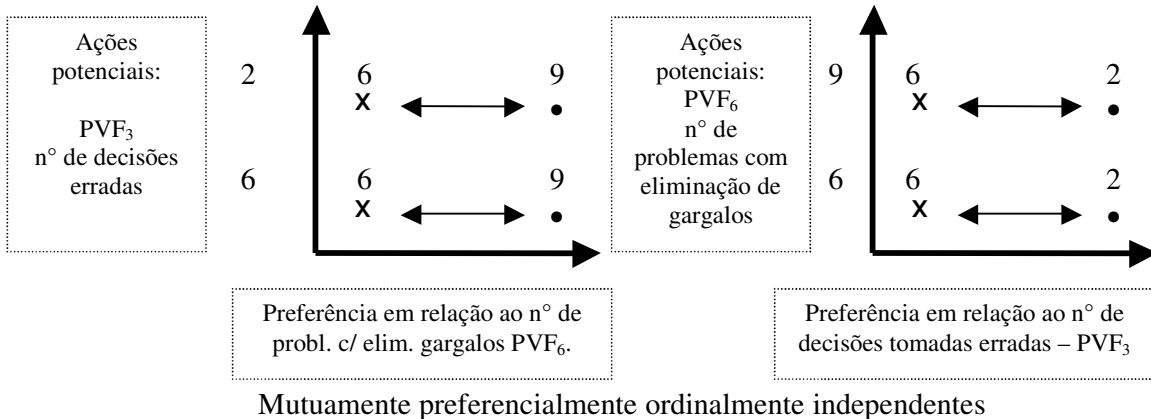 Ações
potenciais:
PVF₃
n° de decisões
erradas
2 6 9
x •
6 6 9
x •
Preferência em relação ao n° de
probl. c/ elim. gargalos PVF₆.
Ações
potenciais:
PVF₆
n° de
problemas com
eliminação de
gargalos
9 6 2
x •
6 6 2
x •
Preferência em relação ao n° de
decisões tomadas erradas – PVF₃
Mutuamente preferencialmente ordinalmente independentes